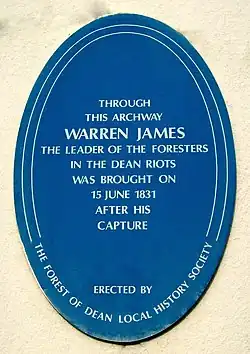 THROUGH
THIS ARCHWAY
WARREN JAMES
THE LEADER OF THE FORESTERS
IN THE DEAN RIOTS
WAS BROUGHT ON
15 JUNE 1831
AFTER HIS
CAPTURE
ERECTED BY
THE FOREST OF DEAN LOCAL HISTORY SOCIETY